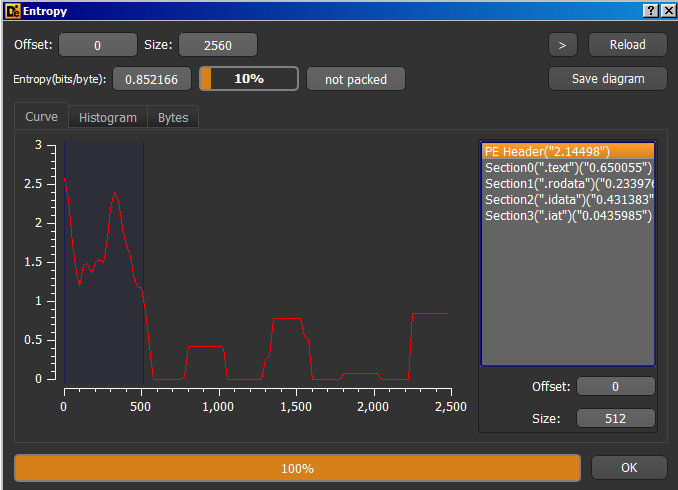 De Entropy ? X
Offset: 0 Size: 2560 > Reload
Entropy(bits/byte): 0.852166 10% not packed Save diagram
Curve Histogram Bytes
3
2.5
2
1.5
1
0.5
0
0 500 1,000 1,500 2,000 2,500
PE Header("2.14498")
Section0(".text")("0.650055")
Section1(".rodata")("0.233976
Section2(".idata")("0.431383")
Section3(".iat")("0.0435985")
Offset: 0
Size: 512
100% OK